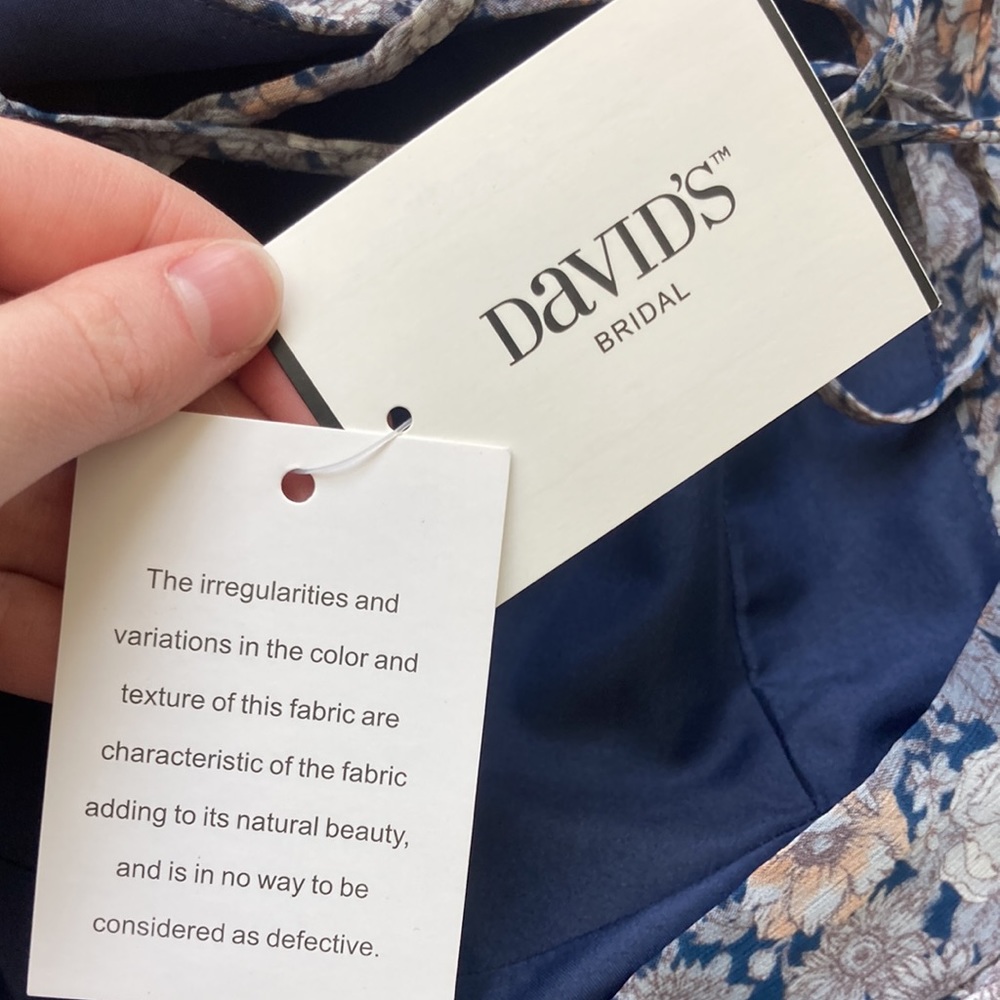 DaVID'S™
BRIDAL
The irregularities and
variations in the color and
texture of this fabric are
characteristic of the fabric
adding to its natural beauty,
and is in no way to be
considered as defective.